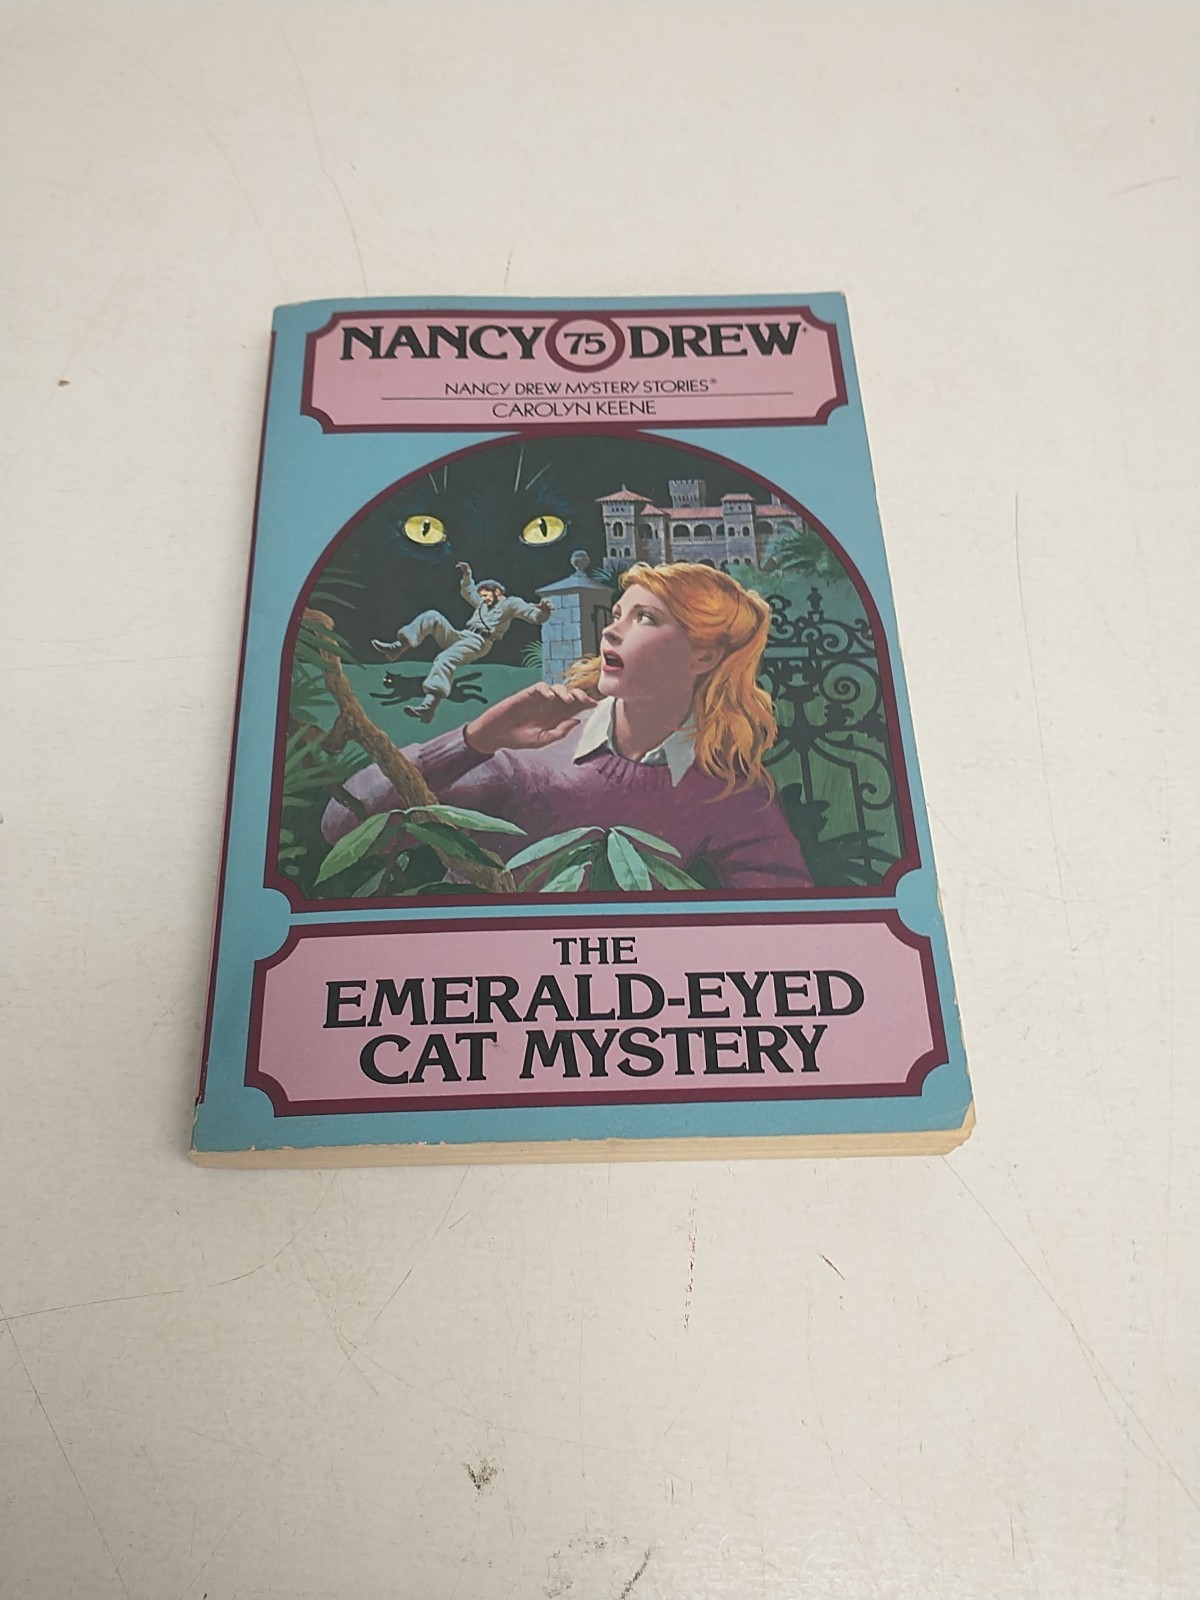 NANCY 75 DREW®
NANCY DREW MYSTERY STORIES®
CAROLYN KEENE
THE
EMERALD-EYED
CAT MYSTERY